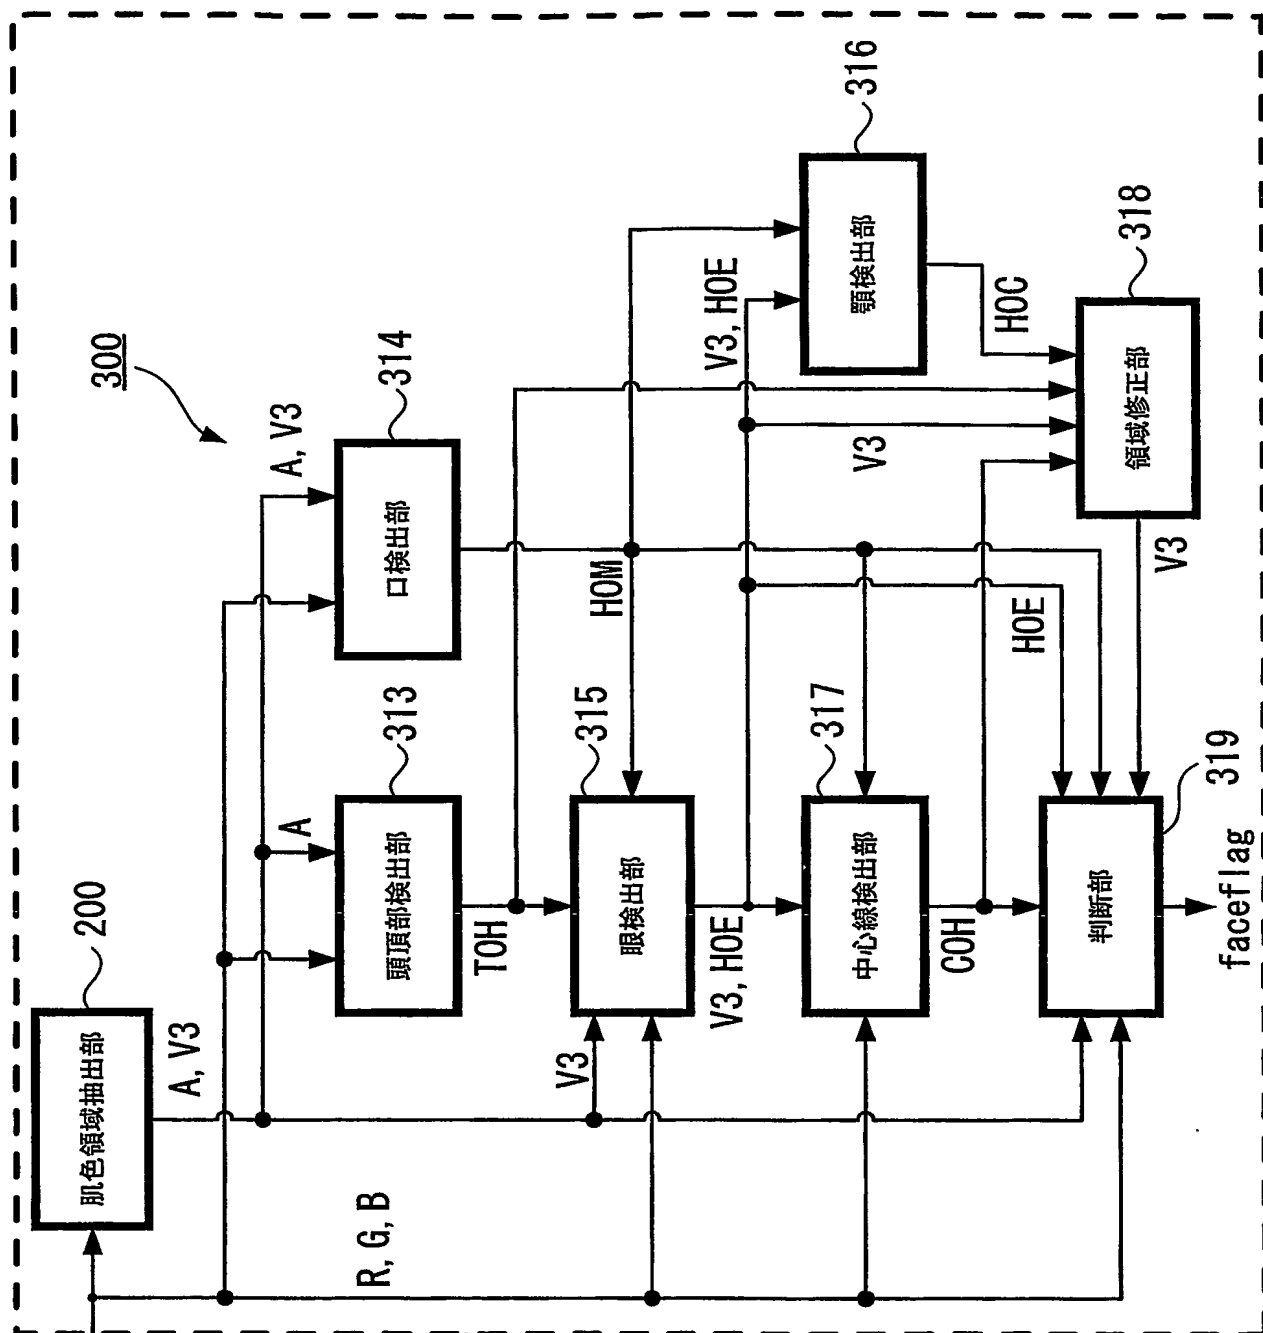 300
肌色領域抽出部
200
A, V3
R, G, B
A, V3
A
頭頂部検出部
313
口検出部
314
TOH
HOM
V3
眼検出部
315
V3, HOE
V3, HOE
顎検出部
316
中心線検出部
317
V3
HOC
COH
HOE
領域修正部
318
V3
判断部
319
faceflag